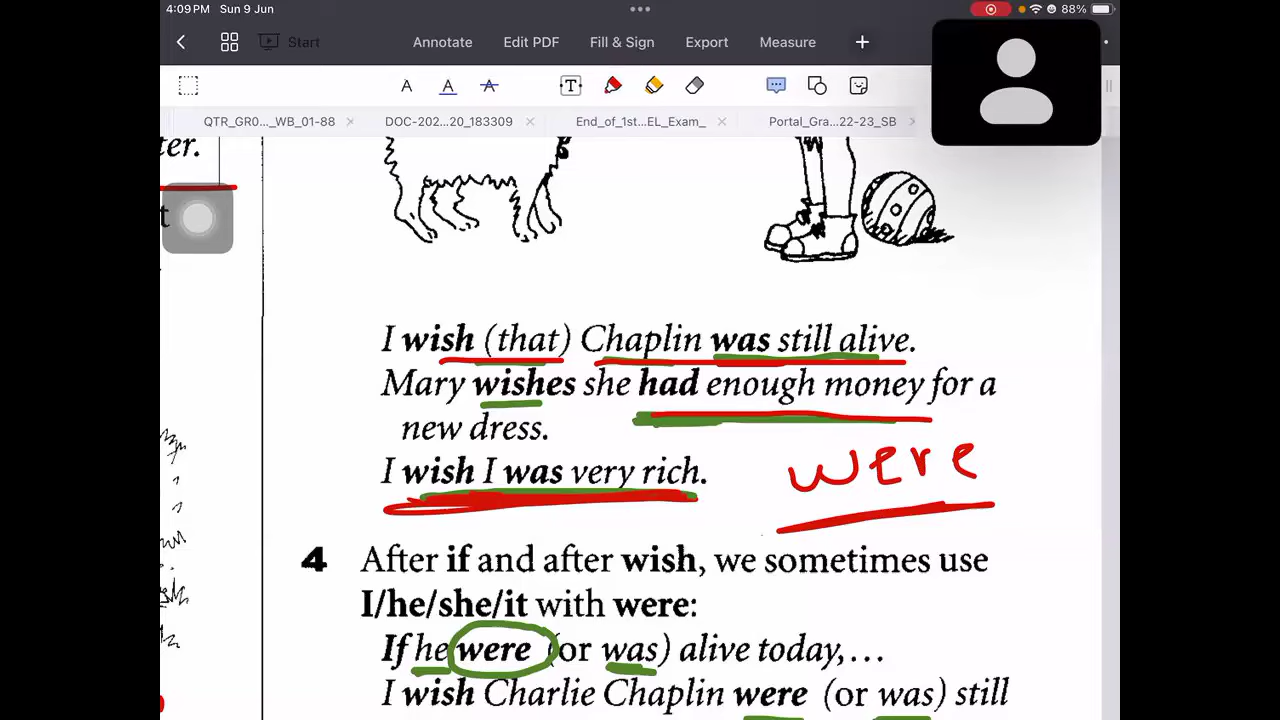 4:09 PM Sun 9 Jun
88%
Start Annotate Edit PDF Fill & Sign Export Measure
A A A T
QTR_GR0..._WB_01-88 DOC-202...20_183309 End_of_1st...EL_Exam_ Portal_Gra...22-23_SB
ter.
t
I wish (that) Chaplin was still alive.
Mary wishes she had enough money for a
new dress.
I wish I was very rich.
were
4 After if and after wish, we sometimes use
I/he/she/it with were:
If he were (or was) alive today,...
I wish Charlie Chaplin were (or was) still